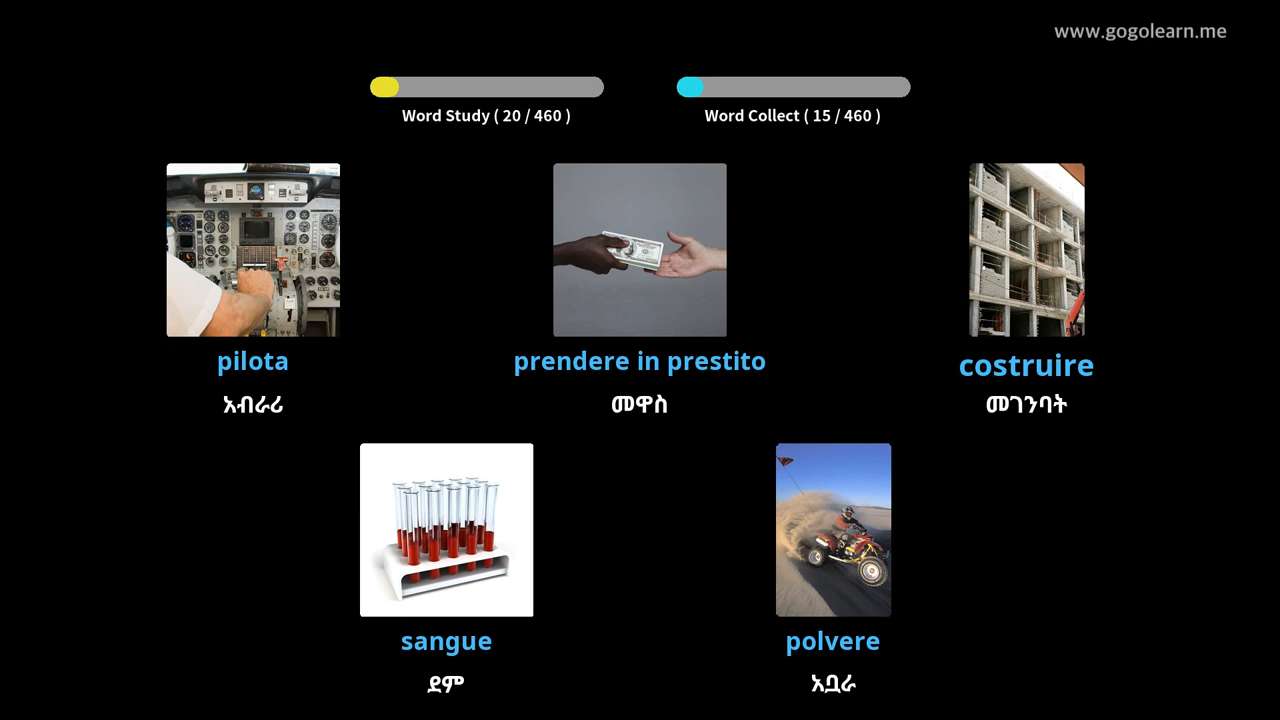 www.gogolearn.me
Word Study ( 20 / 460 )
Word Collect ( 15 / 460 )
pilota
prendere in prestito
costruire
አብራሪ
መዋስ
መገንባት
sangue
polvere
ደም
አቧራ